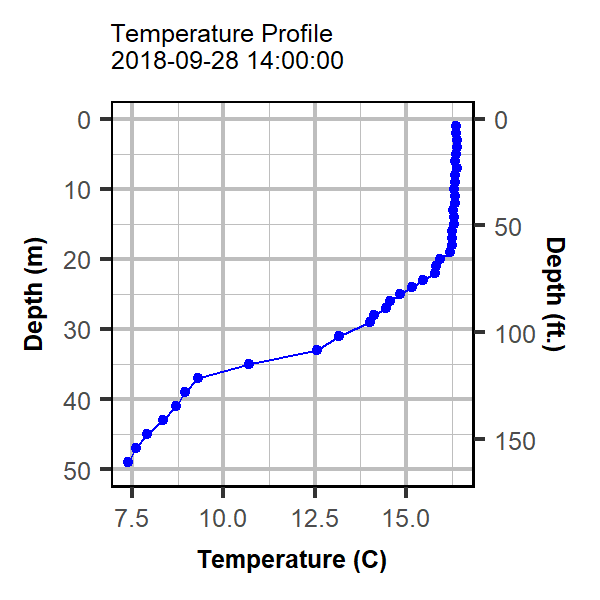 Temperature Profile
2018-09-28 14:00:00
0
10
20
30
40
50
Depth (m)
0
50
100
150
Depth (ft.)
7.5 10.0 12.5 15.0
Temperature (C)